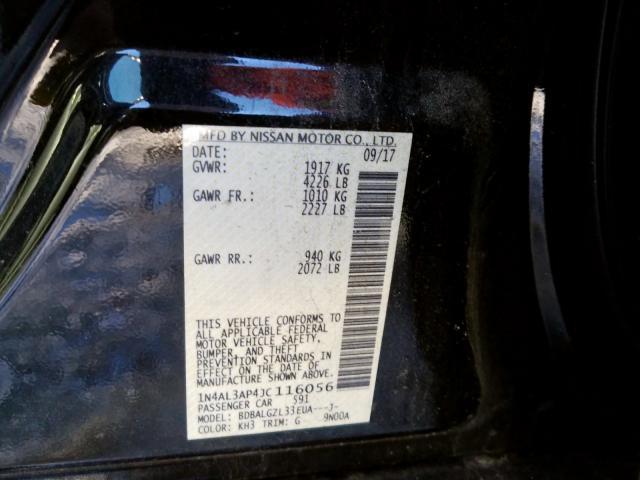 MFD BY NISSAN MOTOR CO., LTD.
DATE: 09/17
GVWR: 1917 KG
4226 LB
GAWR FR.: 1010 KG
2227 LB
GAWR RR.: 940 KG
2072 LB
THIS VEHICLE CONFORMS TO
ALL APPLICABLE FEDERAL
MOTOR VEHICLE SAFETY,
BUMPER, AND THEFT
PREVENTION STANDARDS IN
EFFECT ON THE DATE OF
MANUFACTURE SHOWN ABOVE.
1N4AL3AP4JC116056
PASSENGER CAR 591
MODEL: BDBALGZL33EUA---J-
COLOR: KH3 TRIM: G 9N00A